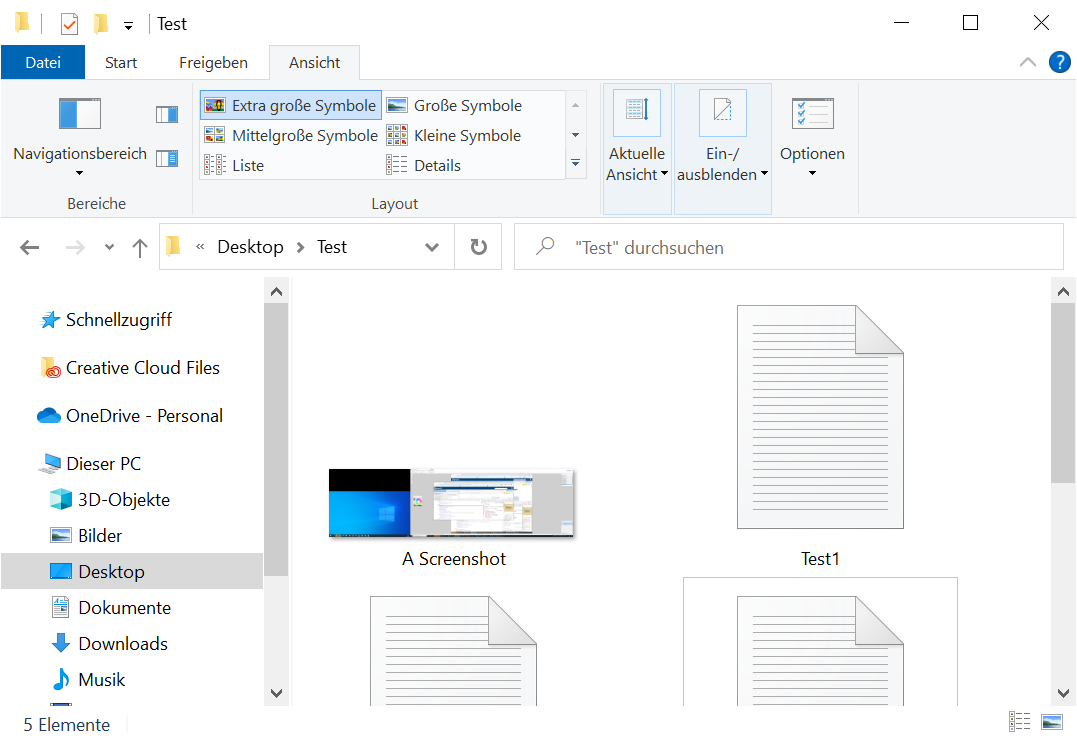 Test
Datei Start Freigeben Ansicht
Navigationsbereich
Bereiche
Extra große Symbole Große Symbole
Mittelgroße Symbole Kleine Symbole
Liste Details
Layout
Aktuelle
Ansicht
Ein-/
ausblenden
Optionen
« Desktop > Test
"Test" durchsuchen
Schnellzugriff
Creative Cloud Files
OneDrive - Personal
Dieser PC
3D-Objekte
Bilder
Desktop
Dokumente
Downloads
Musik
A Screenshot
Test1
5 Elemente